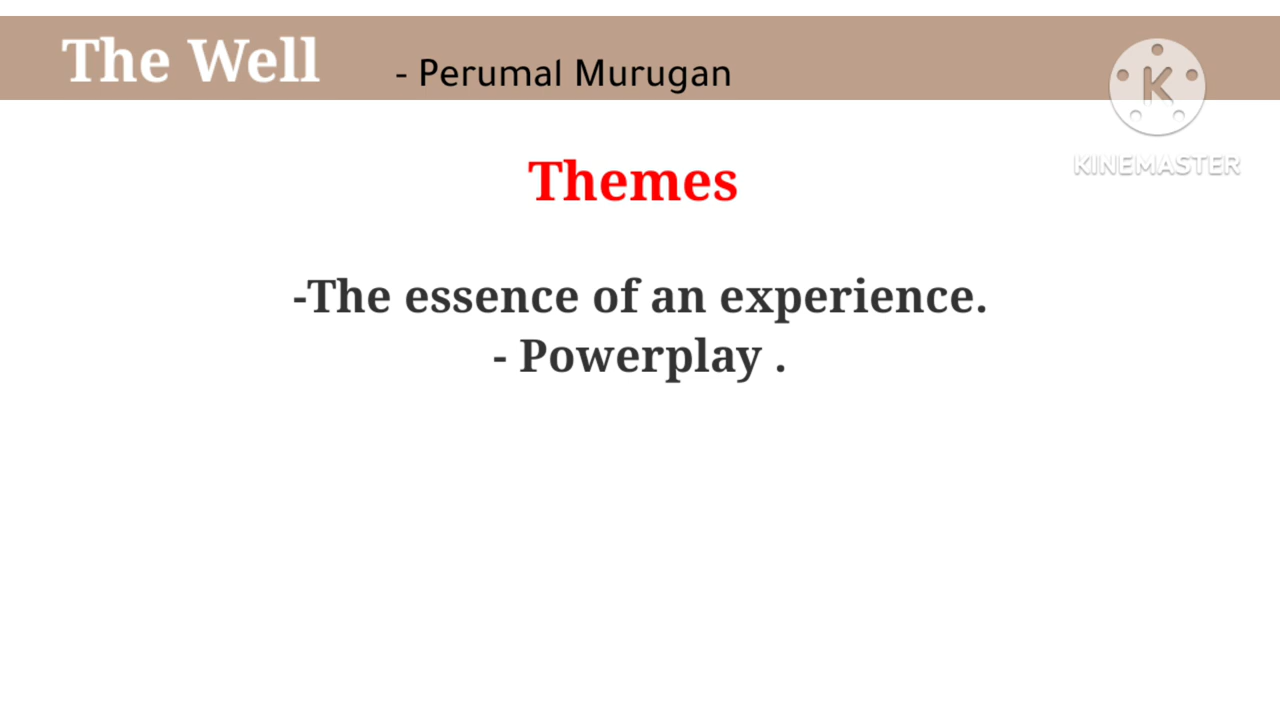 The Well - Perumal Murugan
K
KINEMASTER
Themes
-The essence of an experience.
- Powerplay .